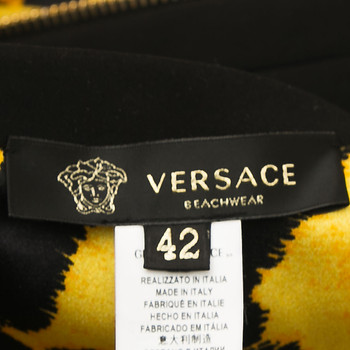 VERSACE
BEACHWEAR
42
REALIZZATO IN ITALIA
MADE IN ITALY
FABRIQUÉ EN ITALIE
HECHO EN ITALIA
FABRICADO EM ITALIA
意大利制造